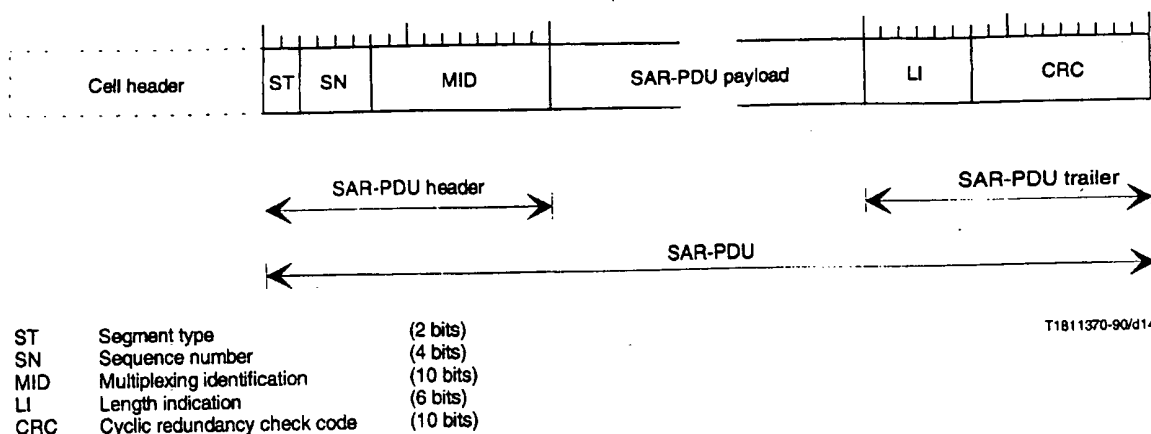 Cell header
ST
SN
MID
SAR-PDU payload
LI
CRC
SAR-PDU header
SAR-PDU trailer
SAR-PDU
T1811370-90/d14
ST Segment type (2 bits)
SN Sequence number (4 bits)
MID Multiplexing identification (10 bits)
LI Length indication (6 bits)
CRC Cyclic redundancy check code (10 bits)